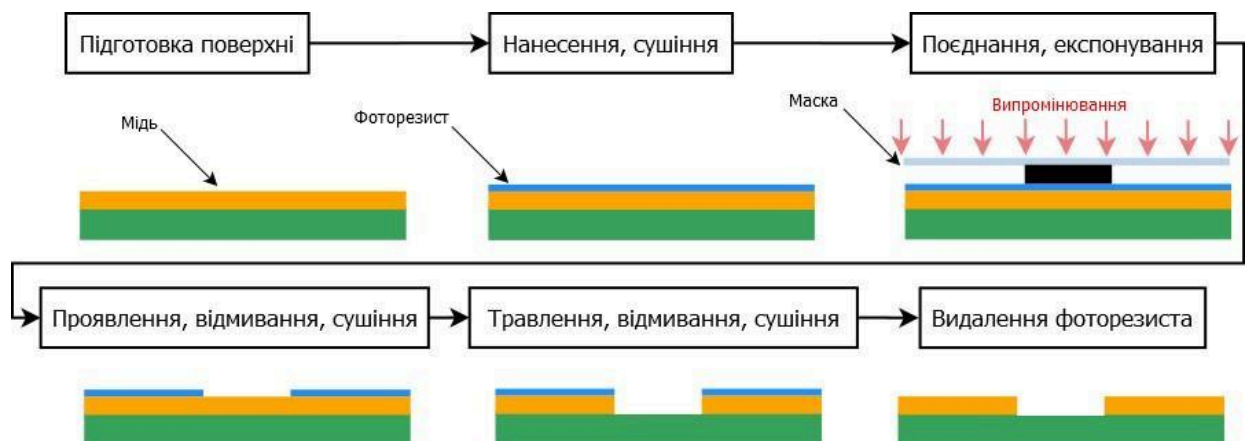 Підготовка поверхні
Нанесення, сушіння
Поєднання, експонування
Мідь
Фоторезист
Маска
Випромінювання
Проявлення, відмивання, сушіння
Травлення, відмивання, сушіння
Видалення фоторезиста